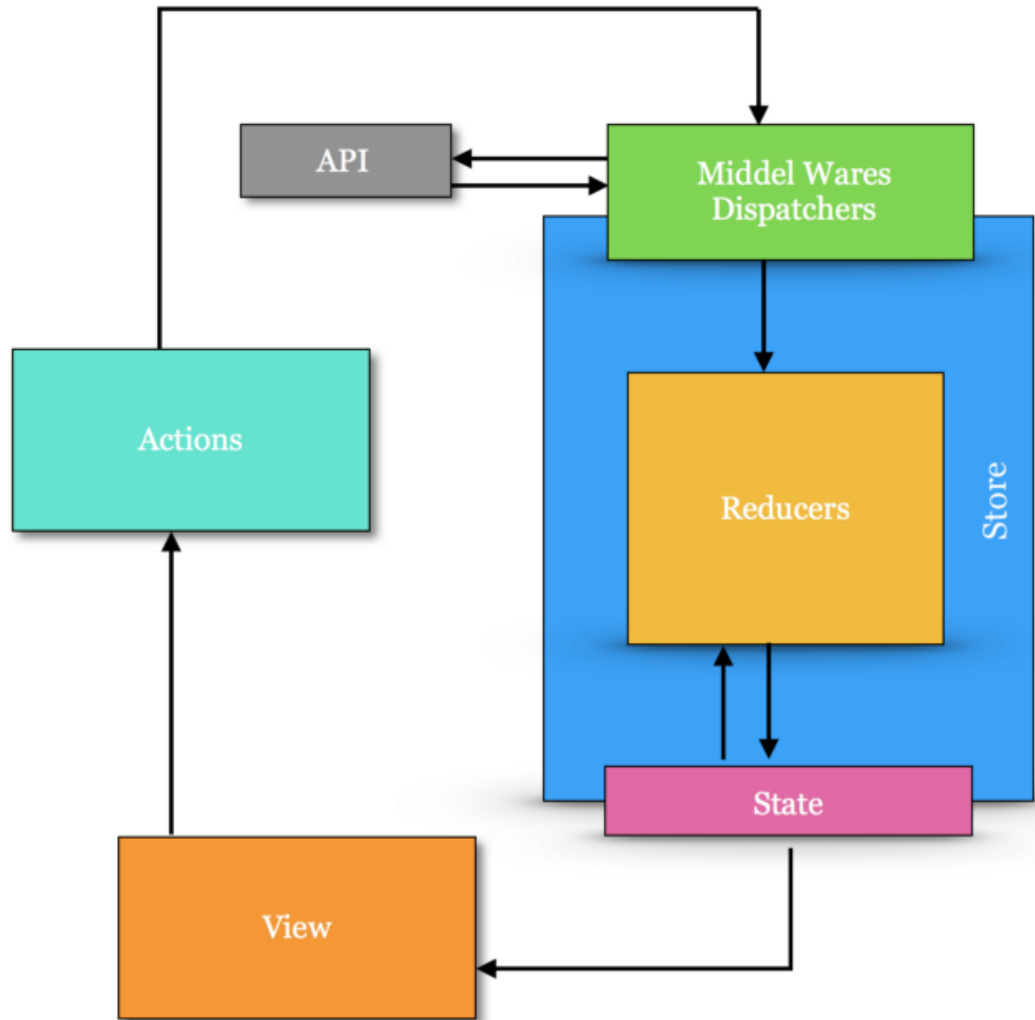 API
Middel Wares
Dispatchers
Actions
Reducers
Store
State
View